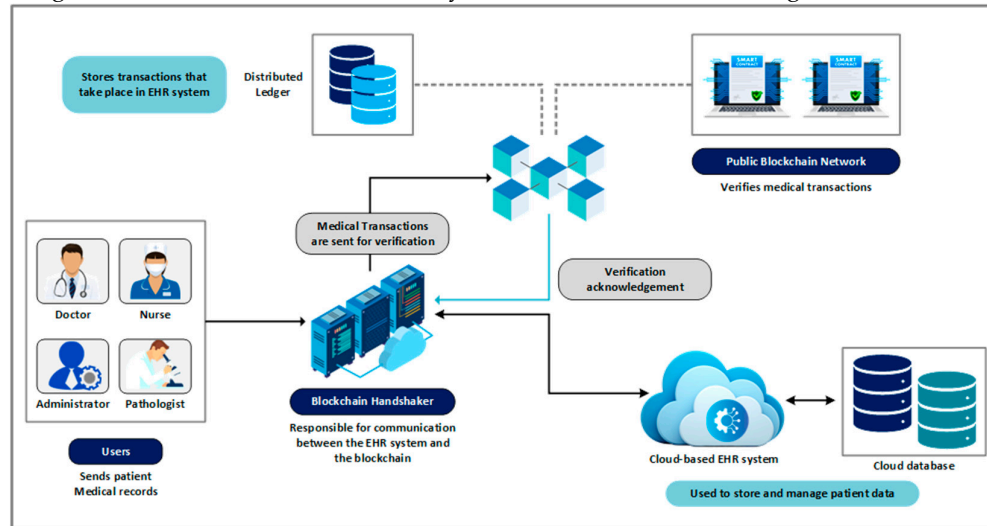 Stores transactions that
take place in EHR system
Distributed
Ledger
SMART
CONTRACT
SMART
CONTRACT
Public Blockchain Network
Verifies medical transactions
Medical Transactions
are sent for verification
Verification
acknowledgement
Doctor
Nurse
Administrator
Pathologist
Users
Sends patient
Medical records
Blockchain Handshaker
Responsible for communication
between the EHR system and
the blockchain
Cloud-based EHR system
Cloud database
Used to store and manage patient data